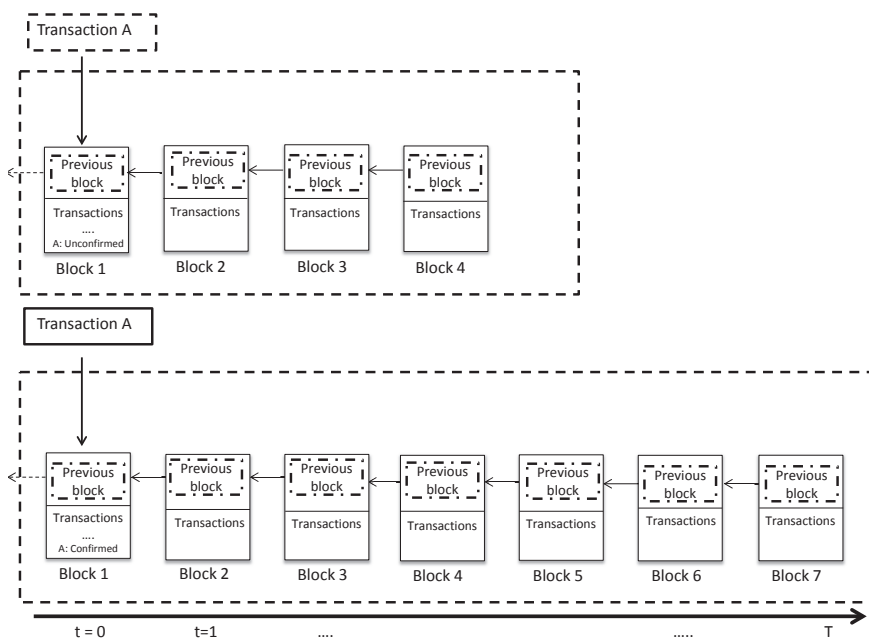 Transaction A
Previous block
Previous block
Previous block
Previous block
Transactions
....
A: Unconfirmed
Transactions
Transactions
Transactions
Block 1
Block 2
Block 3
Block 4
Transaction A
Previous block
Previous block
Previous block
Previous block
Previous block
Previous block
Previous block
Transactions
....
A: Confirmed
Transactions
Transactions
Transactions
Transactions
Transactions
Transactions
Block 1
Block 2
Block 3
Block 4
Block 5
Block 6
Block 7
t = 0
t=1
....
.....
T